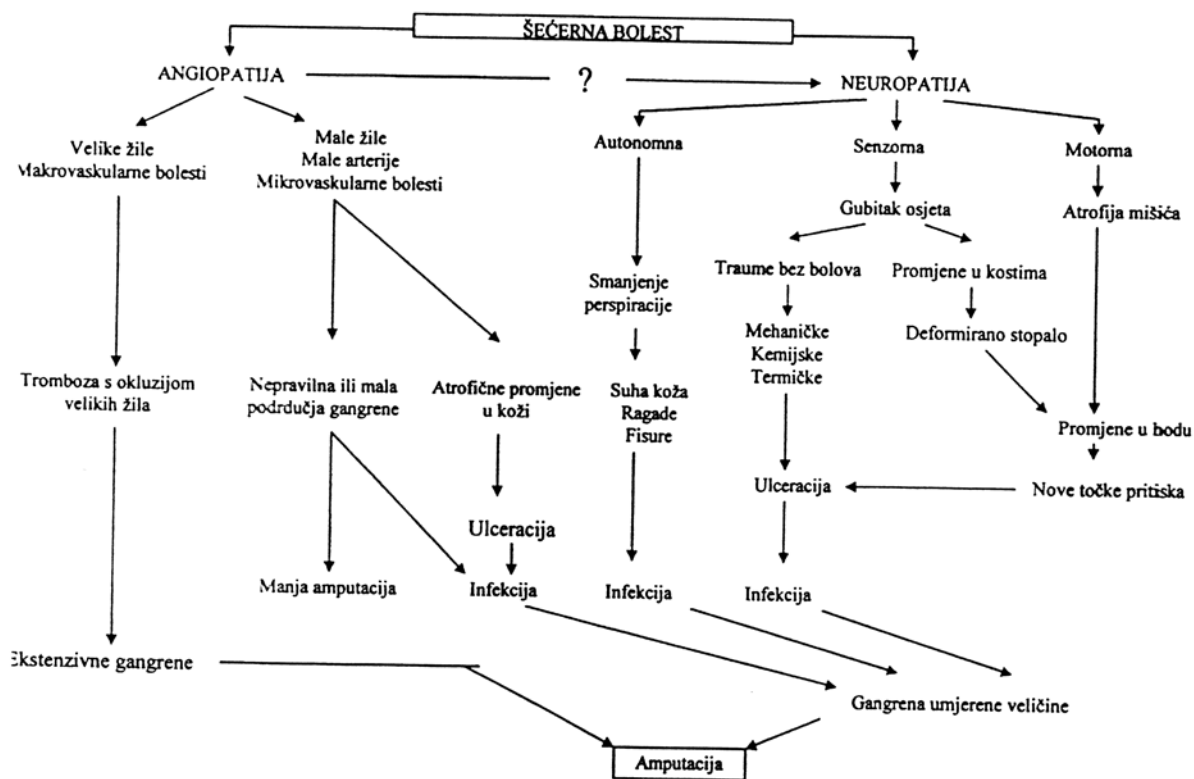 ŠEĆERNA BOLEST
ANGIOPATIJA
?
NEUROPATIJA
Velike žile
Makrovaskularne bolesti
Male žile
Male arterije
Mikrovaskularne bolesti
Autonomna
Senzorna
Motorna
Gubitak osjeta
Atrofija mišića
Smanjenje
perspiracije
Traume bez bolova
Promjene u kostima
Mehaničke
Kemijske
Termičke
Deformirano stopalo
Tromboza s okluzijom
velikih žila
Nepravilna ili mala
podrdučja gangrene
Atrofične promjene
u koži
Suha koža
Ragade
Fisure
Promjene u hodu
Ulceracija
Nove točke pritiska
Ulceracija
Manja amputacija
Infekcija
Infekcija
Infekcija
Ekstenzivne gangrene
Gangrena umjerene veličine
Amputacija